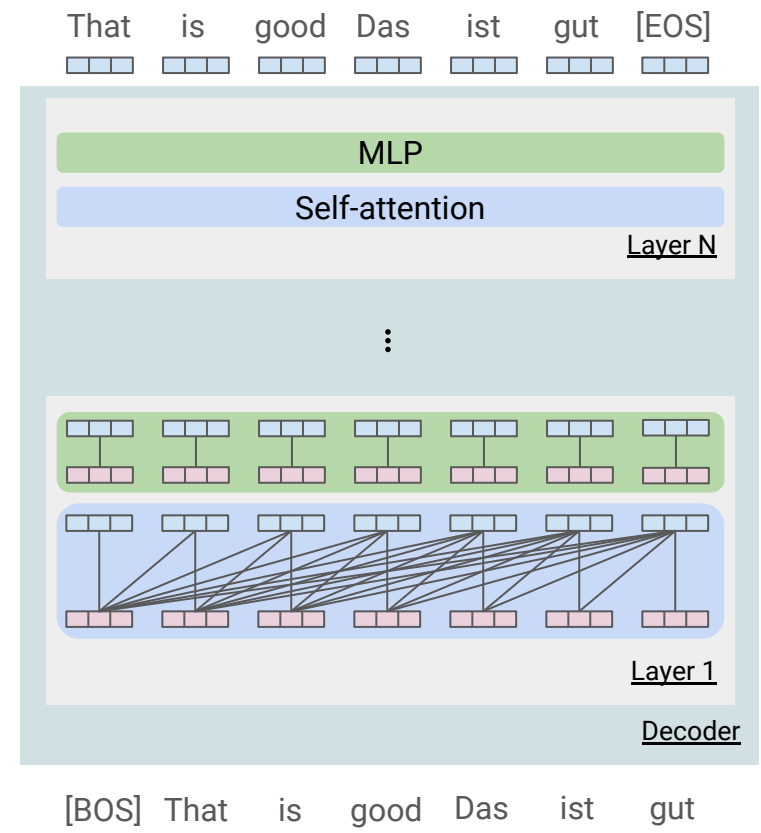 That is good Das ist gut [EOS]
MLP
Self-attention
Layer N
Layer 1
Decoder
[BOS] That is good Das ist gut